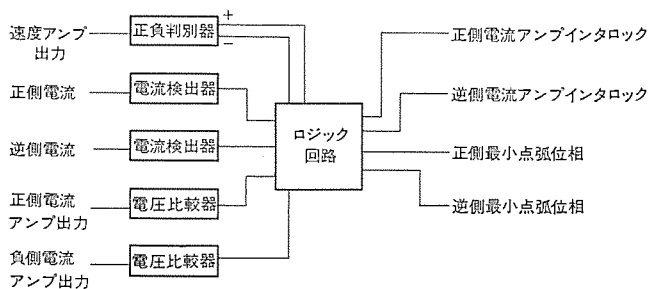 速度アンプ
出力
正負判別器
+
−
正側電流
電流検出器
逆側電流
電流検出器
正側電流
アンプ出力
電圧比較器
負側電流
アンプ出力
電圧比較器
ロジック
回路
正側電流アンプインタロック
逆側電流アンプインタロック
正側最小点弧位相
逆側最小点弧位相